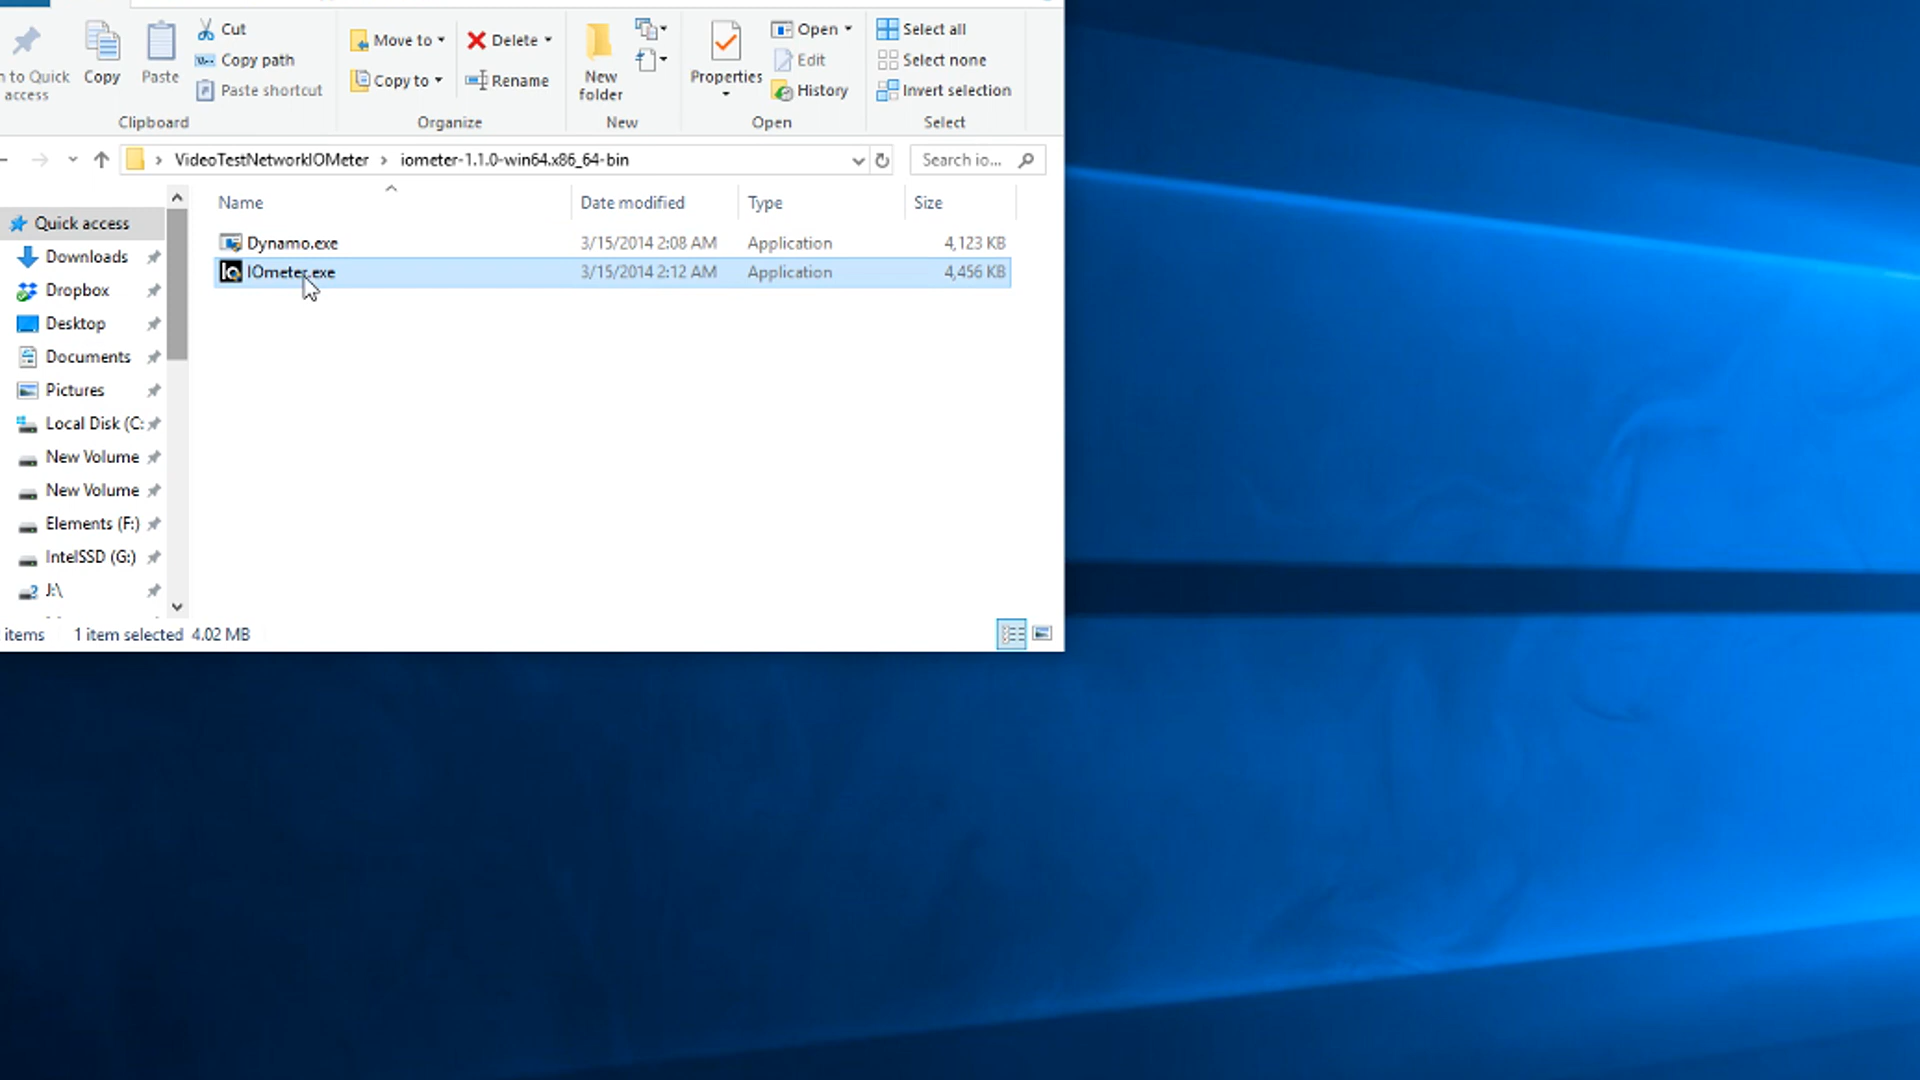 Cut
Copy path
Paste shortcut
n to Quick
access
Copy
Paste
Clipboard
Move to
Copy to
Delete
Rename
Organize
New
folder
New
Properties
Open
Edit
History
Open
Select all
Select none
Invert selection
Select
VideoTestNetworkIOMeter > iometer-1.1.0-win64.x86_64-bin
Search io...
Name Date modified Type Size
Dynamo.exe 3/15/2014 2:08 AM Application 4,123 KB
IOmeter.exe 3/15/2014 2:12 AM Application 4,456 KB
Quick access
Downloads
Dropbox
Desktop
Documents
Pictures
Local Disk (C:
New Volume
New Volume
Elements (F:)
IntelSSD (G:)
J:\
items 1 item selected 4.02 MB